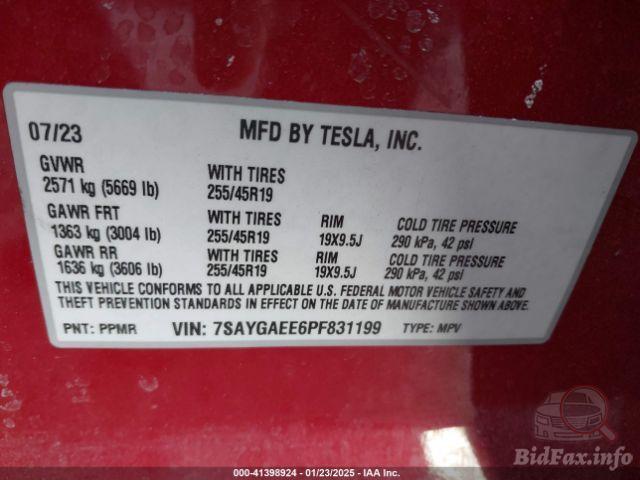 07/23 MFD BY TESLA, INC.
GVWR WITH TIRES
2571 kg (5669 lb) 255/45R19
GAWR FRT WITH TIRES RIM COLD TIRE PRESSURE
1363 kg (3004 lb) 255/45R19 19X9.5J 290 kPa, 42 psi
GAWR RR WITH TIRES RIM COLD TIRE PRESSURE
1636 kg (3606 lb) 255/45R19 19X9.5J 290 kPa, 42 psi
THIS VEHICLE CONFORMS TO ALL APPLICABLE U.S. FEDERAL MOTOR VEHICLE SAFETY AND
THEFT PREVENTION STANDARDS IN EFFECT ON THE DATE OF MANUFACTURE SHOWN ABOVE.
PNT: PPMR VIN: 7SAYGAEE6PF831199 TYPE: MPV
BidFax.info
000-41398924 - 01/23/2025 - IAA Inc.